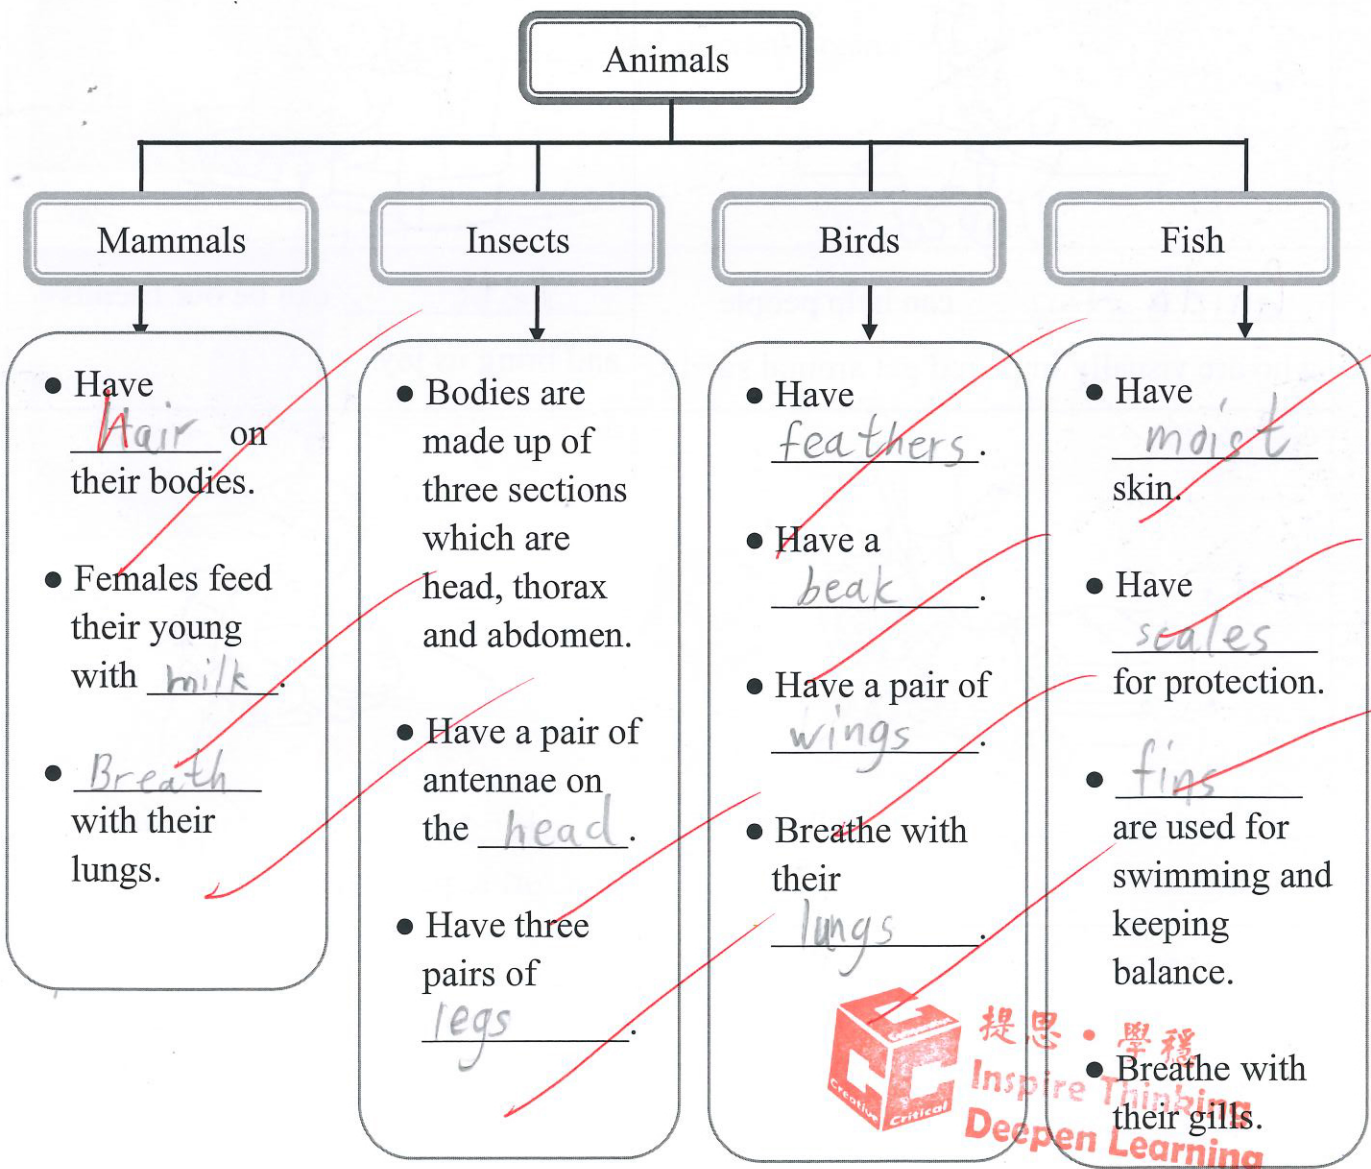 Animals
Mammals
Insects
Birds
Fish
● Have
hair on
their bodies.
● Females feed
their young
with milk.
● Breath
with their
lungs.
● Bodies are
made up of
three sections
which are
head, thorax
and abdomen.
● Have a pair of
antennae on
the head.
● Have three
pairs of
legs.
● Have
feathers.
● Have a
beak.
● Have a pair of
wings.
● Breathe with
their
lungs.
● Have
moist
skin.
● Have
scales
for protection.
● fins
are used for
swimming and
keeping
balance.
● Breathe with
their gills.
CCC
Creative
Critical
提思・學穩
Inspire Thinking
Deepen Learning